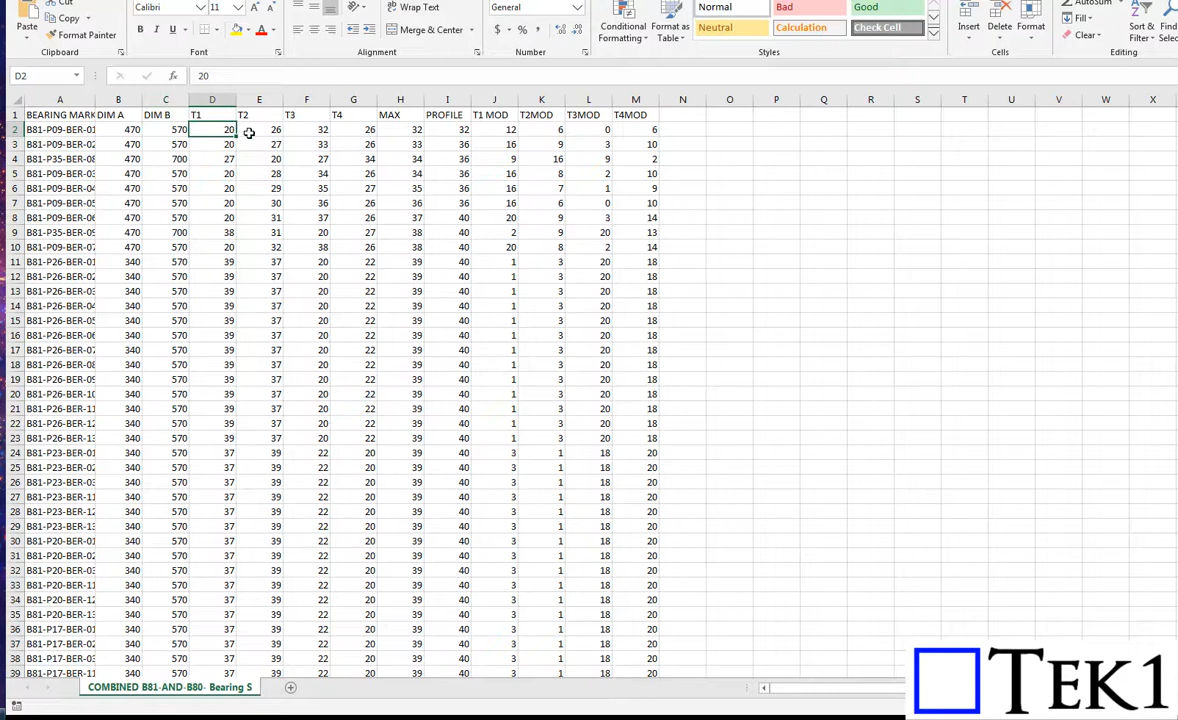 Cut
Calibri 11 A A Wrap Text General Normal Bad Good AutoSum
Copy Fill
Paste Format Painter B I U A Merge & Center $ % , Conditional Formatting Format as Table Neutral Calculation Check Cell Insert Delete Format Clear Sort & Filter
Clipboard Font Alignment Number Styles Cells Editing
D2 fx 20
A B C D E F G H I J K L M N O P Q R S T U V W X
1 BEARING MARK DIM A DIM B T1 T2 T3 T4 MAX PROFILE T1 MOD T2MOD T3MOD T4MOD
2 B81-P09-BER-01 470 570 20 26 32 26 32 32 12 6 0 6
3 B81-P09-BER-02 470 570 20 27 33 26 33 36 16 9 3 10
4 B81-P35-BER-08 470 700 27 20 27 34 34 36 9 16 9 2
5 B81-P09-BER-03 470 570 20 28 34 26 34 36 16 8 2 10
6 B81-P09-BER-04 470 570 20 29 35 27 35 36 16 7 1 9
7 B81-P09-BER-05 470 570 20 30 36 26 36 36 16 6 0 10
8 B81-P09-BER-06 470 570 20 31 37 26 37 40 20 9 3 14
9 B81-P35-BER-09 470 700 38 31 20 27 38 40 2 9 20 13
10 B81-P09-BER-07 470 570 20 32 38 26 38 40 20 8 2 14
11 B81-P26-BER-01 340 570 39 37 20 22 39 40 1 3 20 18
12 B81-P26-BER-02 340 570 39 37 20 22 39 40 1 3 20 18
13 B81-P26-BER-03 340 570 39 37 20 22 39 40 1 3 20 18
14 B81-P26-BER-04 340 570 39 37 20 22 39 40 1 3 20 18
15 B81-P26-BER-05 340 570 39 37 20 22 39 40 1 3 20 18
16 B81-P26-BER-06 340 570 39 37 20 22 39 40 1 3 20 18
17 B81-P26-BER-07 340 570 39 37 20 22 39 40 1 3 20 18
18 B81-P26-BER-08 340 570 39 37 20 22 39 40 1 3 20 18
19 B81-P26-BER-09 340 570 39 37 20 22 39 40 1 3 20 18
20 B81-P26-BER-10 340 570 39 37 20 22 39 40 1 3 20 18
21 B81-P26-BER-11 340 570 39 37 20 22 39 40 1 3 20 18
22 B81-P26-BER-12 340 570 39 37 20 22 39 40 1 3 20 18
23 B81-P26-BER-13 340 570 39 37 20 22 39 40 1 3 20 18
24 B81-P23-BER-01 340 570 37 39 22 20 39 40 3 1 18 20
25 B81-P23-BER-02 340 570 37 39 22 20 39 40 3 1 18 20
26 B81-P23-BER-03 340 570 37 39 22 20 39 40 3 1 18 20
27 B81-P23-BER-11 340 570 37 39 22 20 39 40 3 1 18 20
28 B81-P23-BER-12 340 570 37 39 22 20 39 40 3 1 18 20
29 B81-P23-BER-13 340 570 37 39 22 20 39 40 3 1 18 20
30 B81-P20-BER-01 340 570 37 39 22 20 39 40 3 1 18 20
31 B81-P20-BER-02 340 570 37 39 22 20 39 40 3 1 18 20
32 B81-P20-BER-03 340 570 37 39 22 20 39 40 3 1 18 20
33 B81-P20-BER-11 340 570 37 39 22 20 39 40 3 1 18 20
34 B81-P20-BER-12 340 570 37 39 22 20 39 40 3 1 18 20
35 B81-P20-BER-13 340 570 37 39 22 20 39 40 3 1 18 20
36 B81-P17-BER-01 340 570 37 39 22 20 39 40 3 1 18 20
37 B81-P17-BER-02 340 570 37 39 22 20 39 40 3 1 18 20
38 B81-P17-BER-03 340 570 37 39 22 20 39 40 3 1 18 20
39 B81-P17-BER-11 340 570 37 39 22 20 39 40 3 1 18 20
COMBINED B81-AND-B80- Bearing S
TEK1